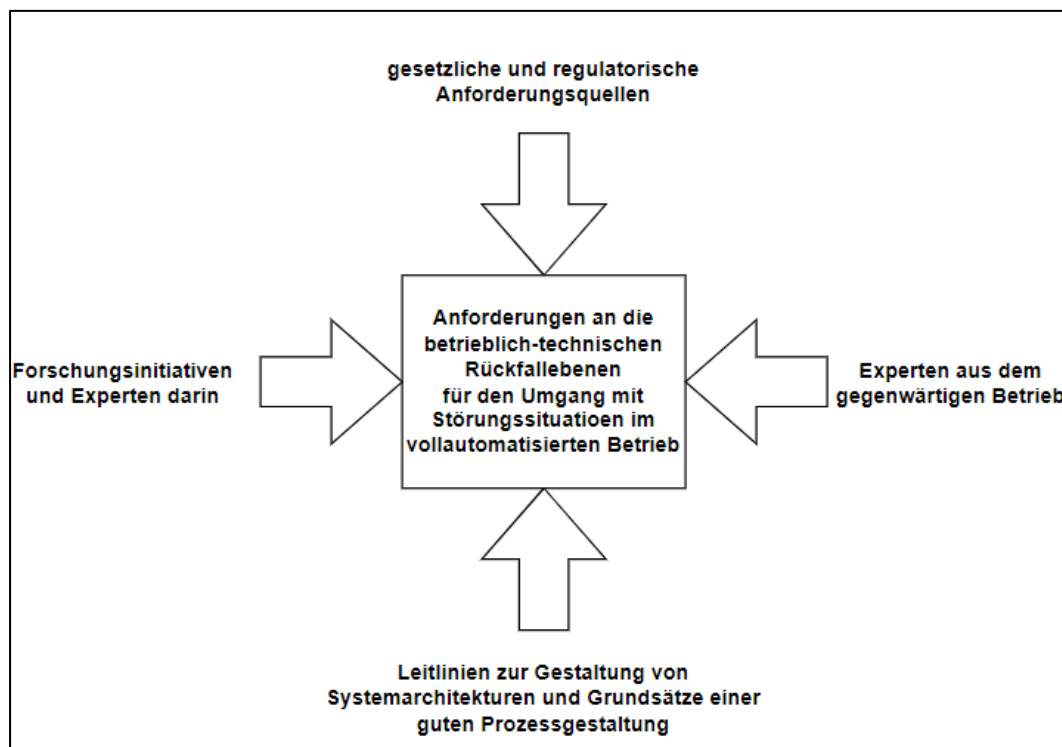 gesetzliche und regulatorische
Anforderungsquellen
Forschungsinitiativen
und Experten darin
Anforderungen an die
betrieblich-technischen
Rückfallebenen
für den Umgang mit
Störungssituatioen im
vollautomatisierten Betrieb
Experten aus dem
gegenwärtigen Betrieb
Leitlinien zur Gestaltung von
Systemarchitekturen und Grundsätze einer
guten Prozessgestaltung